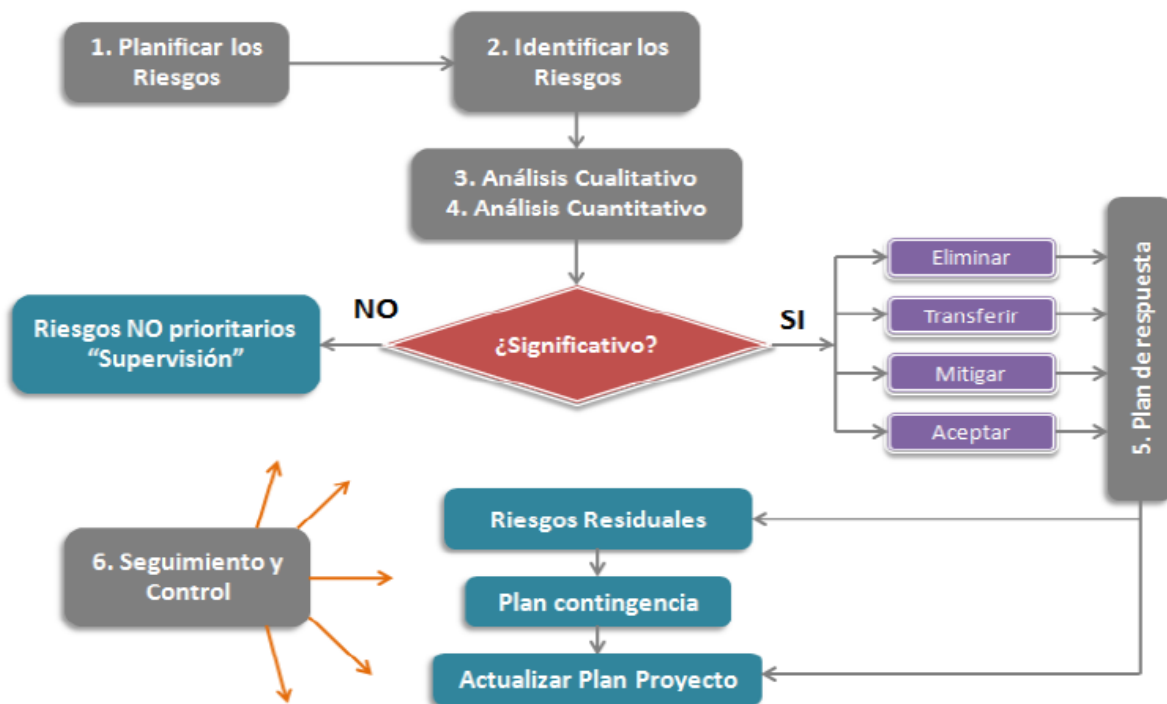 1. Planificar los
Riesgos
2. Identificar los
Riesgos
3. Análisis Cualitativo
4. Análisis Cuantitativo
¿Significativo?
NO
SI
Riesgos NO prioritarios
“Supervisión”
Eliminar
Transferir
Mitigar
Aceptar
5. Plan de respuesta
Riesgos Residuales
Plan contingencia
Actualizar Plan Proyecto
6. Seguimiento y
Control